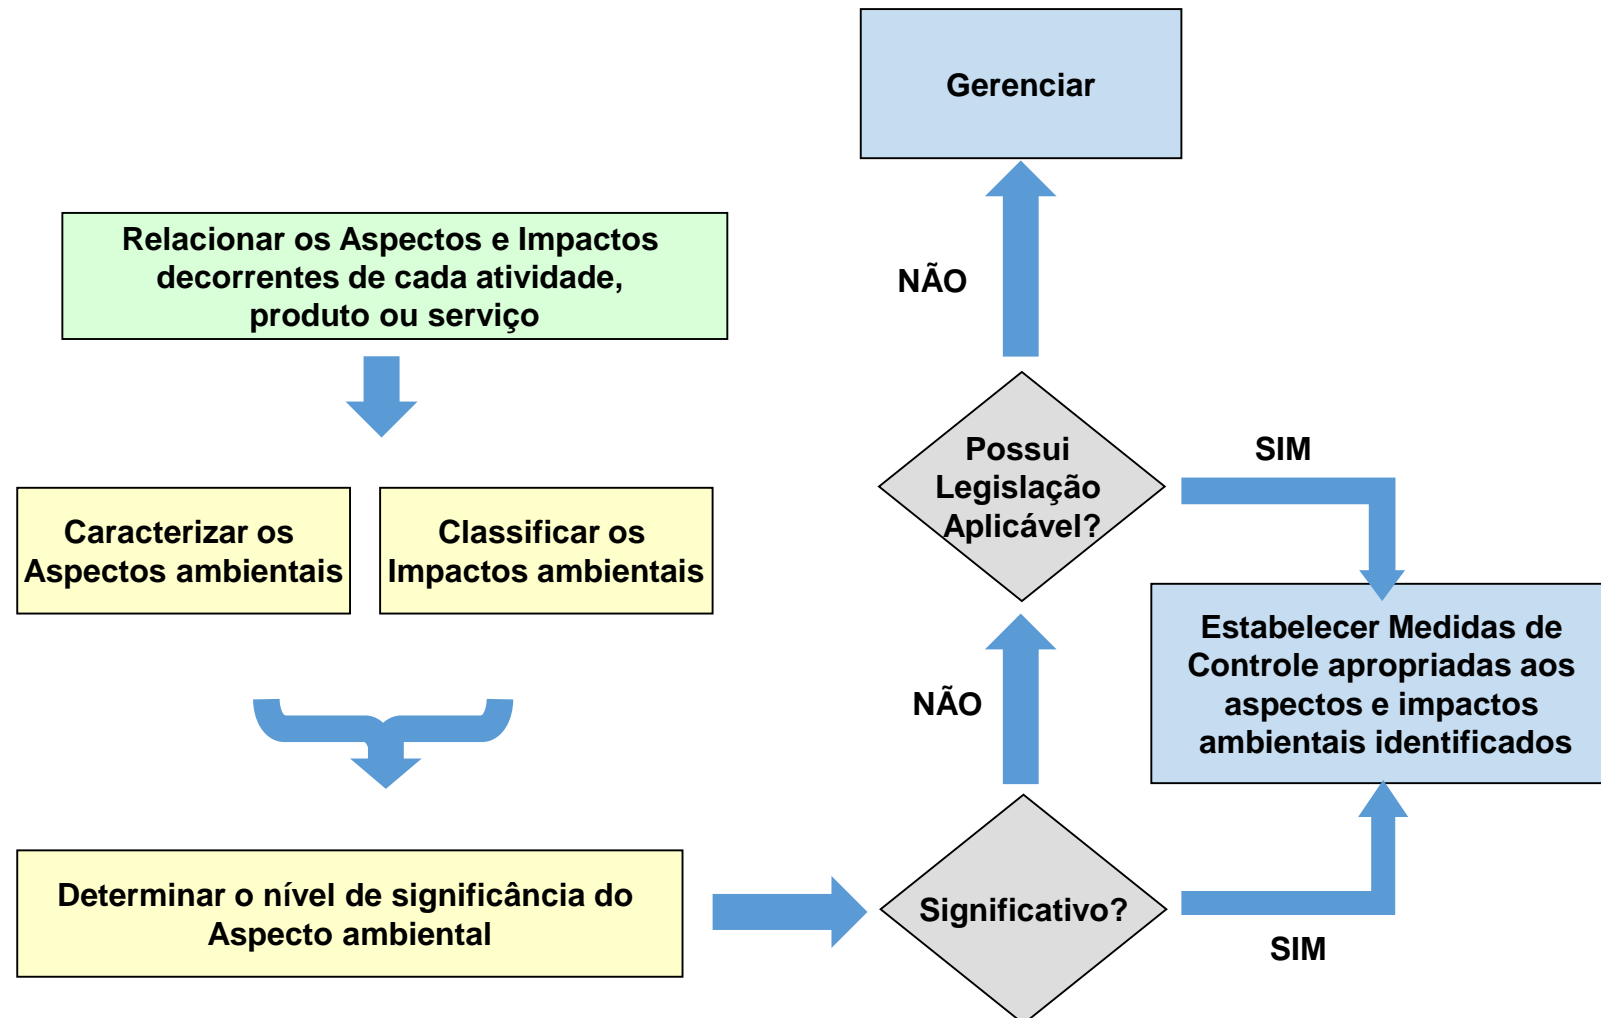 Gerenciar
Relacionar os Aspectos e Impactos
decorrentes de cada atividade,
produto ou serviço
NÃO
Possui
Legislação
Aplicável?
SIM
Caracterizar os
Aspectos ambientais
Classificar os
Impactos ambientais
Estabelecer Medidas de
Controle apropriadas aos
aspectos e impactos
ambientais identificados
NÃO
Determinar o nível de significância do
Aspecto ambiental
Significativo?
SIM